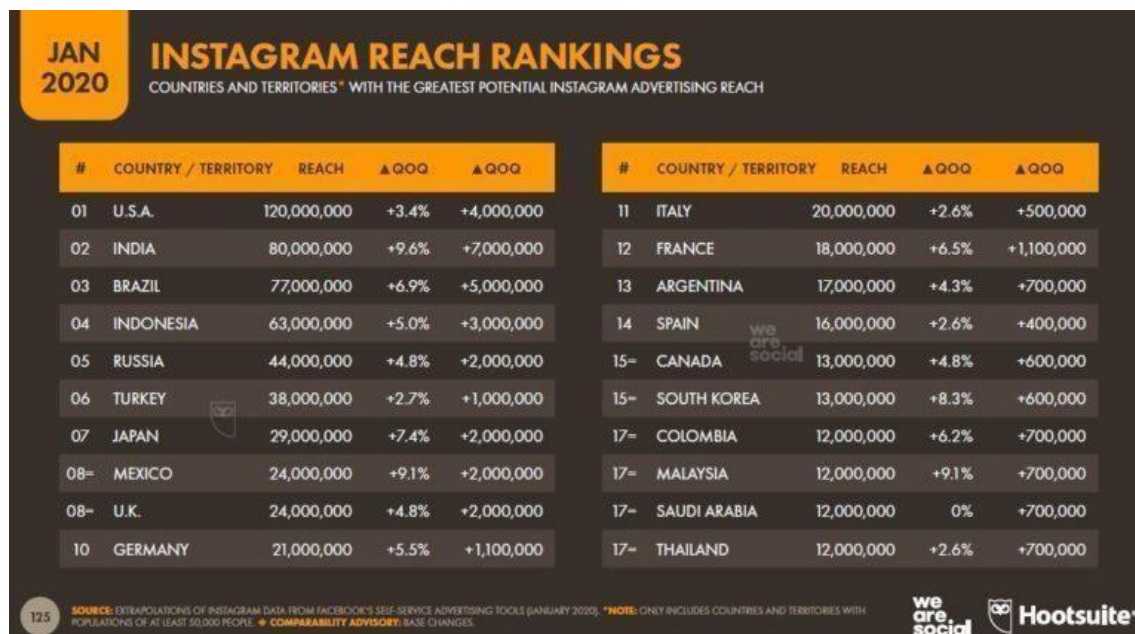 JAN
2020
INSTAGRAM REACH RANKINGS
COUNTRIES AND TERRITORIES* WITH THE GREATEST POTENTIAL INSTAGRAM ADVERTISING REACH
# COUNTRY / TERRITORY REACH ▲QOQ ▲QOQ
01 U.S.A. 120,000,000 +3.4% +4,000,000
02 INDIA 80,000,000 +9.6% +7,000,000
03 BRAZIL 77,000,000 +6.9% +5,000,000
04 INDONESIA 63,000,000 +5.0% +3,000,000
05 RUSSIA 44,000,000 +4.8% +2,000,000
06 TURKEY 38,000,000 +2.7% +1,000,000
07 JAPAN 29,000,000 +7.4% +2,000,000
08= MEXICO 24,000,000 +9.1% +2,000,000
08= U.K. 24,000,000 +4.8% +2,000,000
10 GERMANY 21,000,000 +5.5% +1,100,000
# COUNTRY / TERRITORY REACH ▲QOQ ▲QOQ
11 ITALY 20,000,000 +2.6% +500,000
12 FRANCE 18,000,000 +6.5% +1,100,000
13 ARGENTINA 17,000,000 +4.3% +700,000
14 SPAIN 16,000,000 +2.6% +400,000
15= CANADA 13,000,000 +4.8% +600,000
15= SOUTH KOREA 13,000,000 +8.3% +600,000
17= COLOMBIA 12,000,000 +6.2% +700,000
17= MALAYSIA 12,000,000 +9.1% +700,000
17= SAUDI ARABIA 12,000,000 0% +700,000
17= THAILAND 12,000,000 +2.6% +700,000
we
are
social
125
SOURCE: EXTRAPOLATIONS OF INSTAGRAM DATA FROM FACEBOOK'S SELF-SERVICE ADVERTISING TOOLS (JANUARY 2020). *NOTE: ONLY INCLUDES COUNTRIES AND TERRITORIES WITH
POPULATIONS OF AT LEAST 50,000 PEOPLE. COMPARABILITY ADVISORY: BASE CHANGES.
we
are
social
Hootsuite